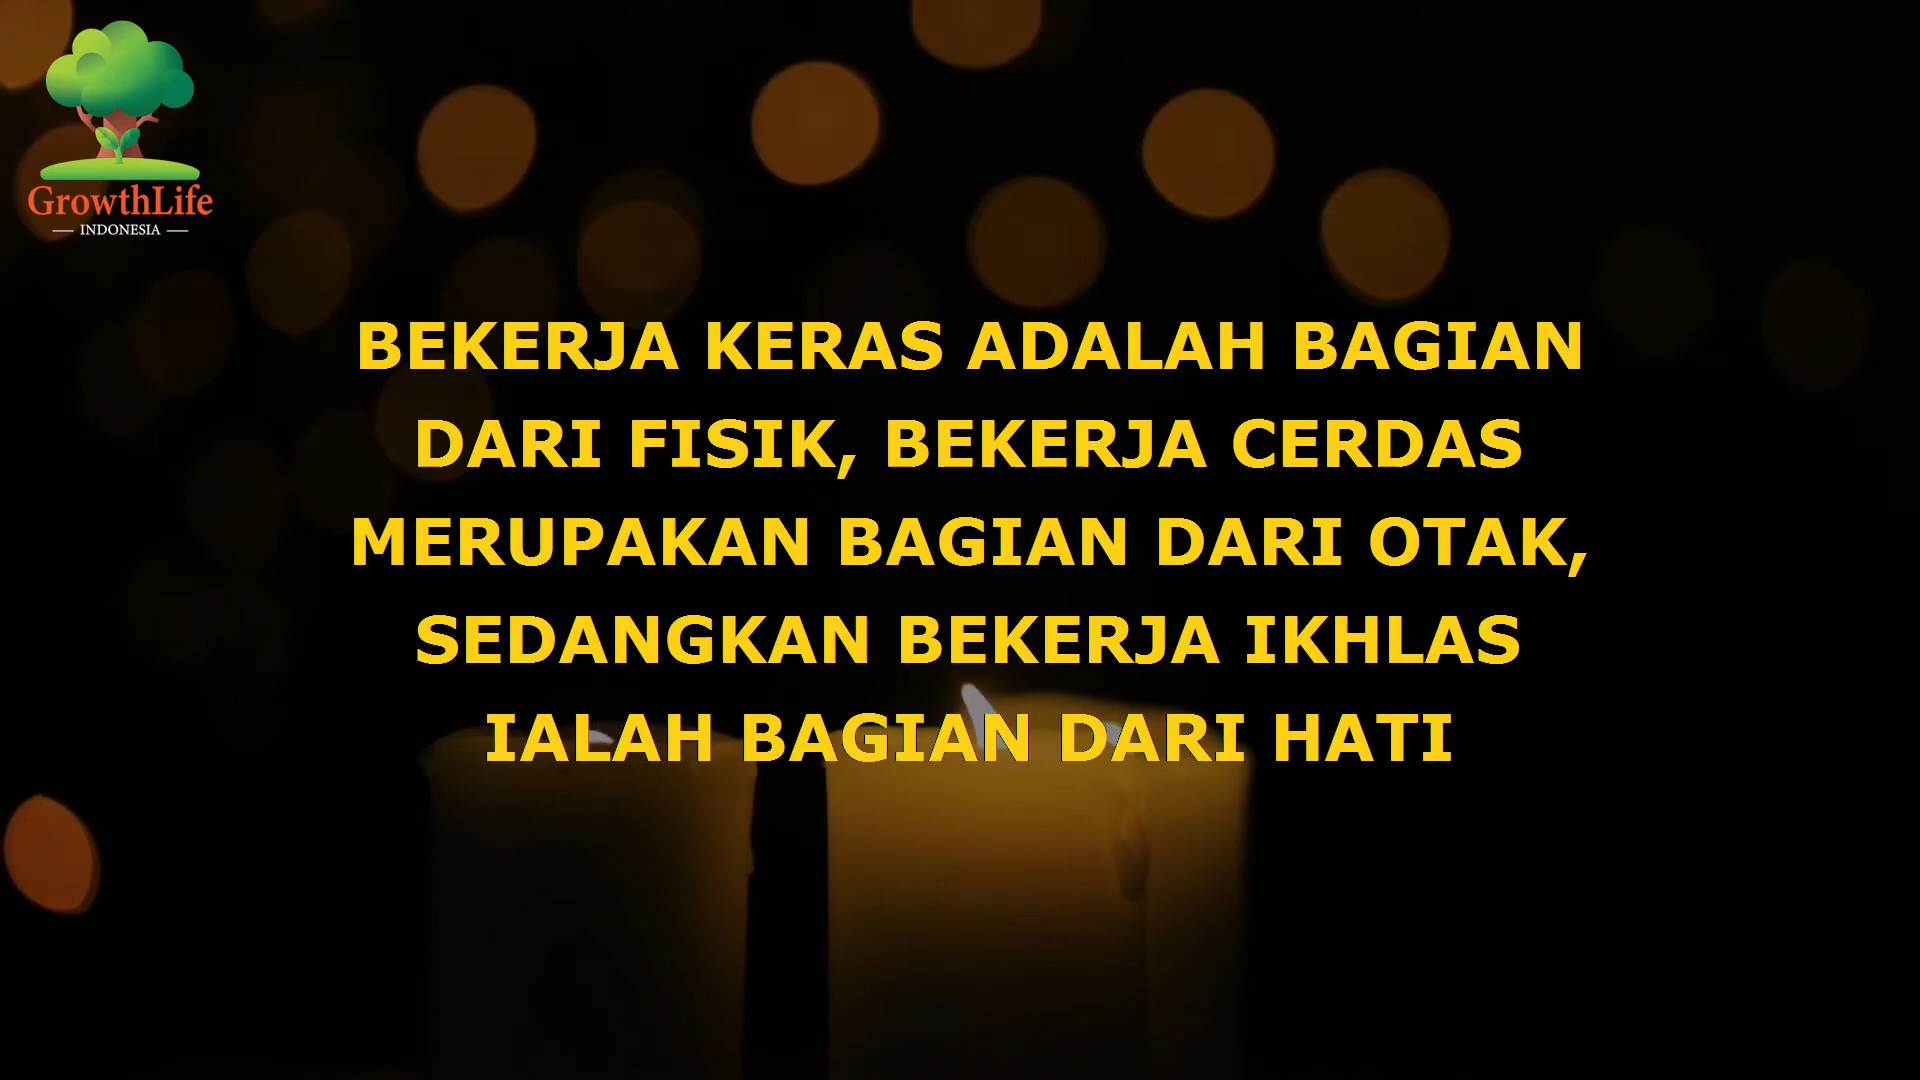 GrowthLife
INDONESIA
BEKERJA KERAS ADALAH BAGIAN
DARI FISIK, BEKERJA CERDAS
MERUPAKAN BAGIAN DARI OTAK,
SEDANGKAN BEKERJA IKHLAS
IALAH BAGIAN DARI HATI